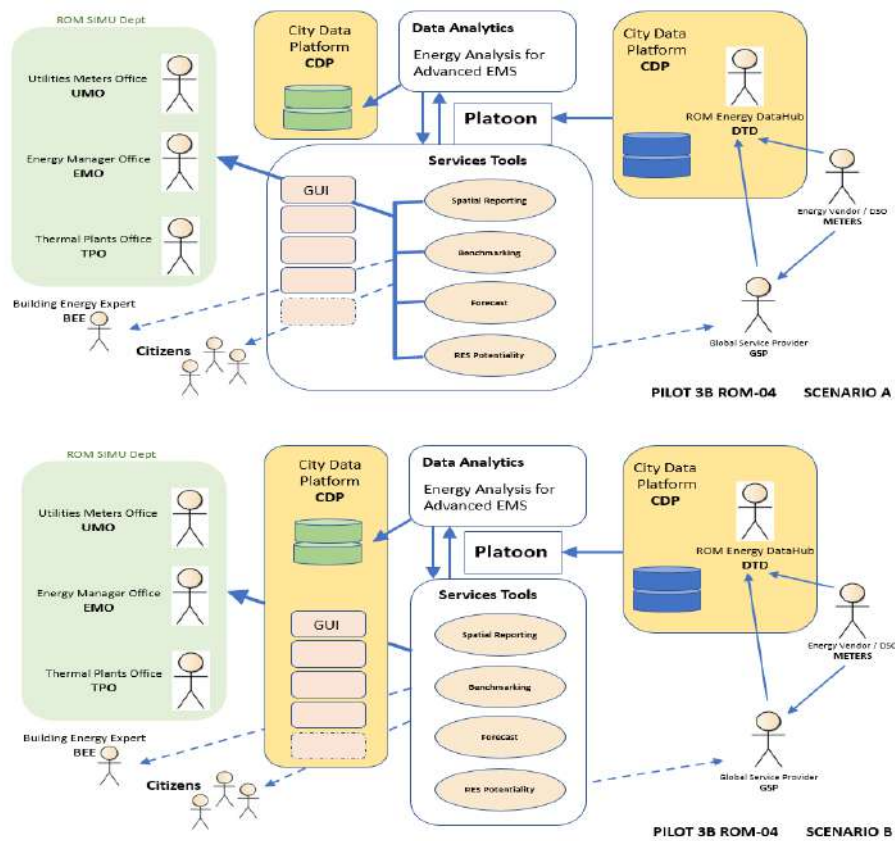 ROM SIMU Dept
Utilities Meters Office
UMO
Energy Manager Office
EMO
Thermal Plants Office
TPO
Building Energy Expert
BEE
Citizens
City Data
Platform
CDP
Data Analytics
Energy Analysis for
Advanced EMS
Platoon
Services Tools
GUI
Spatial Reporting
Benchmarking
Forecast
RES Potentiality
City Data
Platform
CDP
ROM Energy DataHub
DTD
Energy Vendor / DSO
METERS
Global Service Provider
GSP
PILOT 3B ROM-04 SCENARIO A
ROM SIMU Dept
Utilities Meters Office
UMO
Energy Manager Office
EMO
Thermal Plants Office
TPO
Building Energy Expert
BEE
Citizens
City Data
Platform
CDP
GUI
Data Analytics
Energy Analysis for
Advanced EMS
Platoon
Services Tools
Spatial Reporting
Benchmarking
Forecast
RES Potentiality
City Data
Platform
CDP
ROM Energy DataHub
DTD
Energy Vendor / DSO
METERS
Global Service Provider
GSP
PILOT 3B ROM-04 SCENARIO B